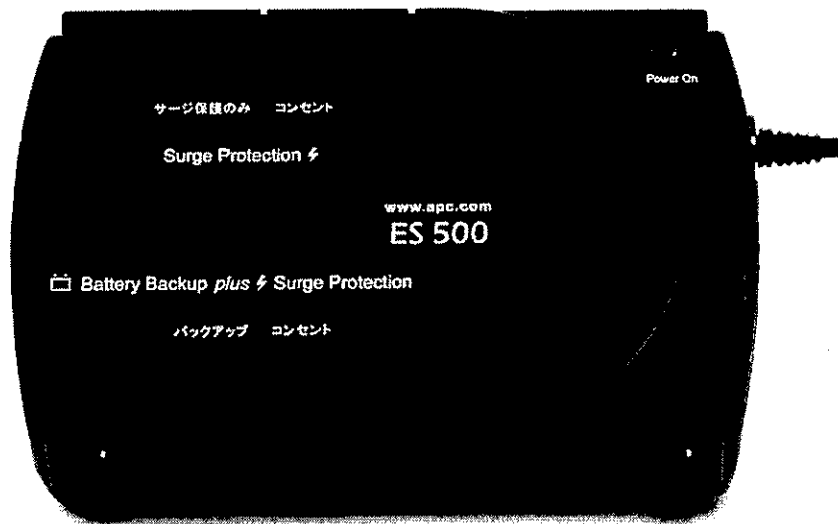 Power On
サージ保護のみ コンセント
Surge Protection
www.apc.com
ES 500
Battery Backup plus Surge Protection
バックアップ コンセント